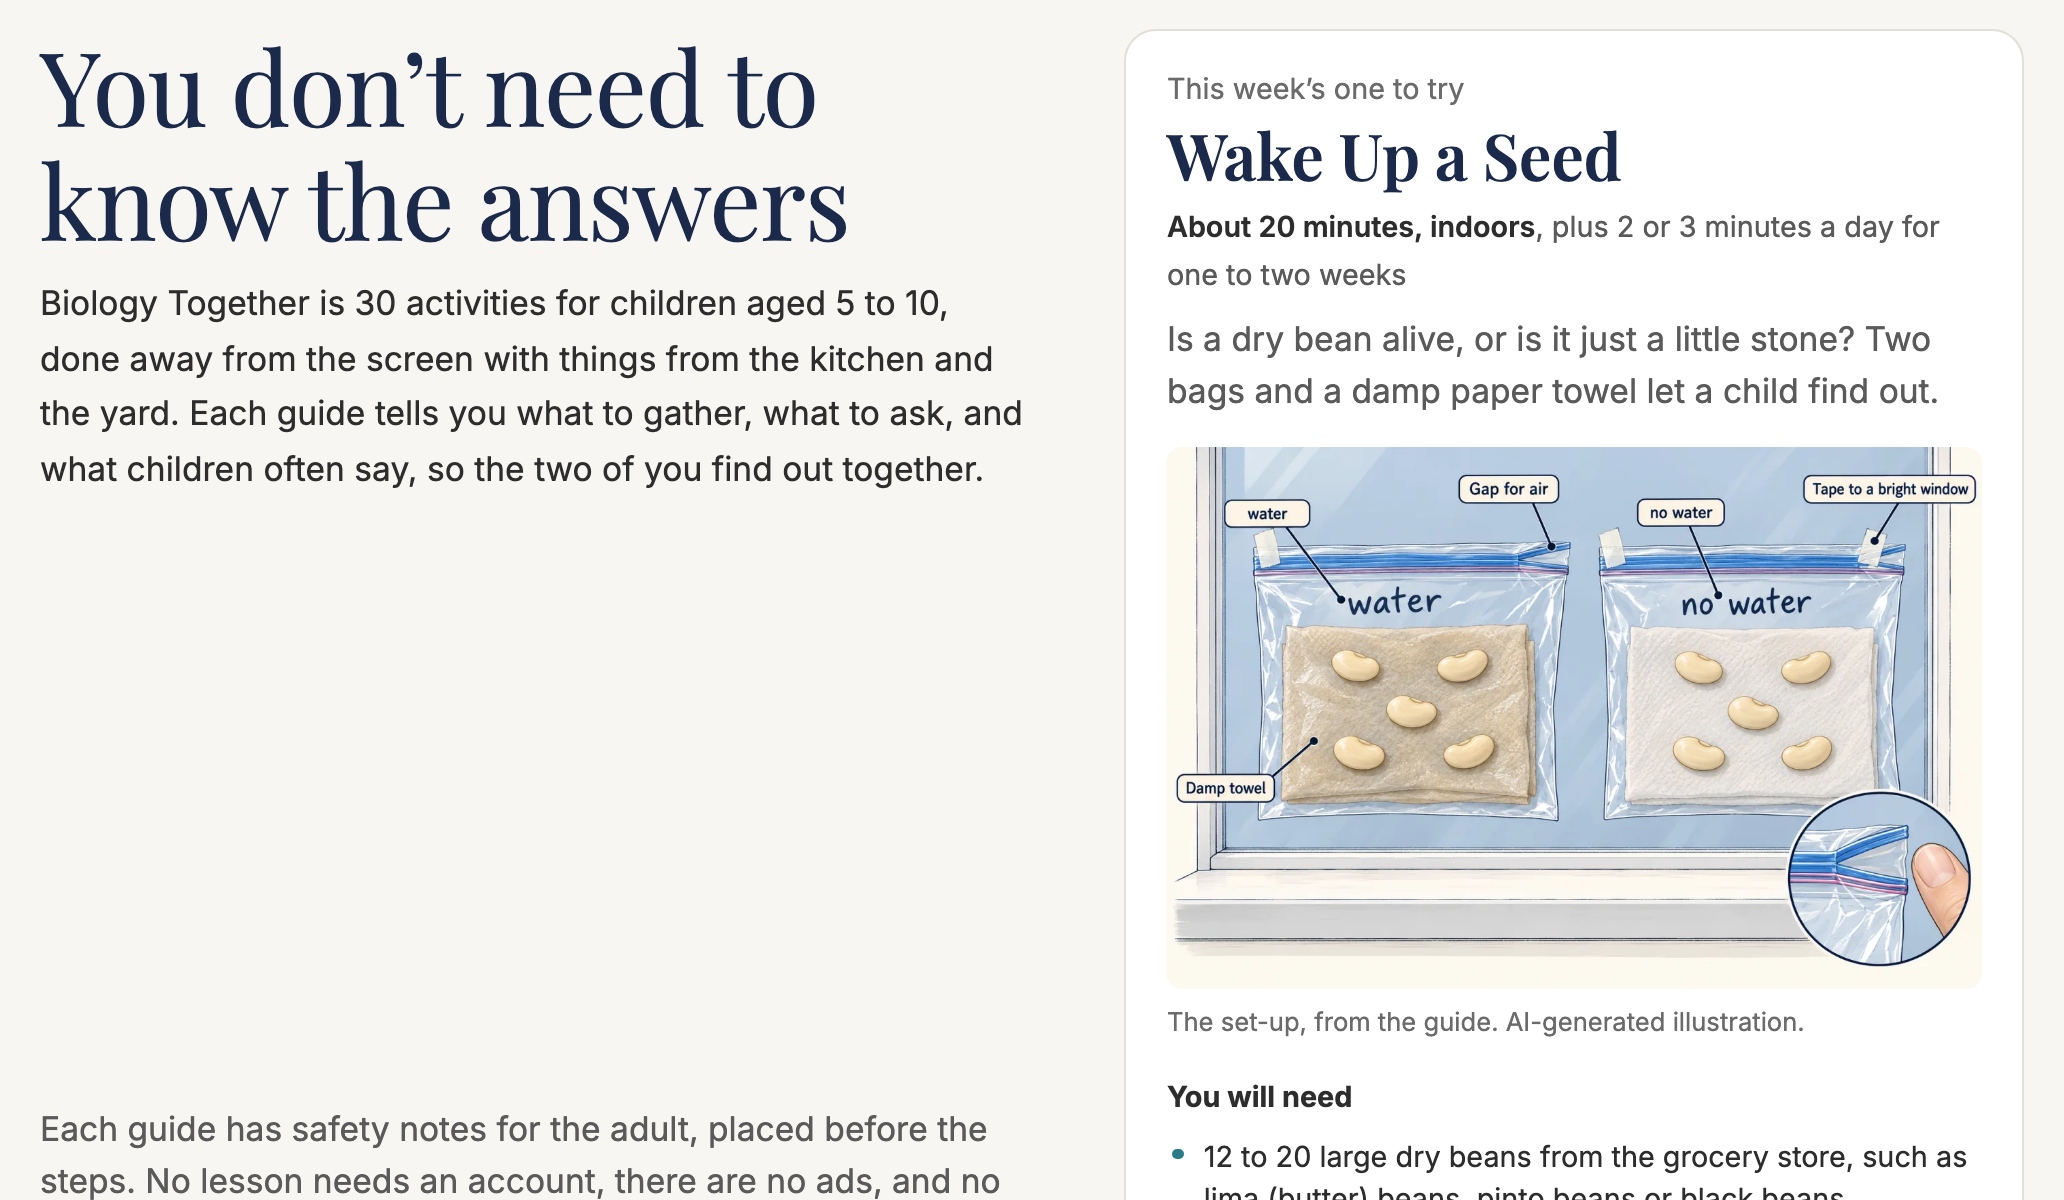 You don’t need to
know the answers
Biology Together is 30 activities for children aged 5 to 10,
done away from the screen with things from the kitchen and
the yard. Each guide tells you what to gather, what to ask, and
what children often say, so the two of you find out together.
Each guide has safety notes for the adult, placed before the
steps. No lesson needs an account, there are no ads, and no
This week’s one to try
Wake Up a Seed
About 20 minutes, indoors, plus 2 or 3 minutes a day for
one to two weeks
Is a dry bean alive, or is it just a little stone? Two
bags and a damp paper towel let a child find out.
water
Gap for air
no water
Tape to a bright window
water
no water
Damp towel
The set-up, from the guide. AI-generated illustration.
You will need
• 12 to 20 large dry beans from the grocery store, such as
lima (butter) beans, pinto beans or black beans